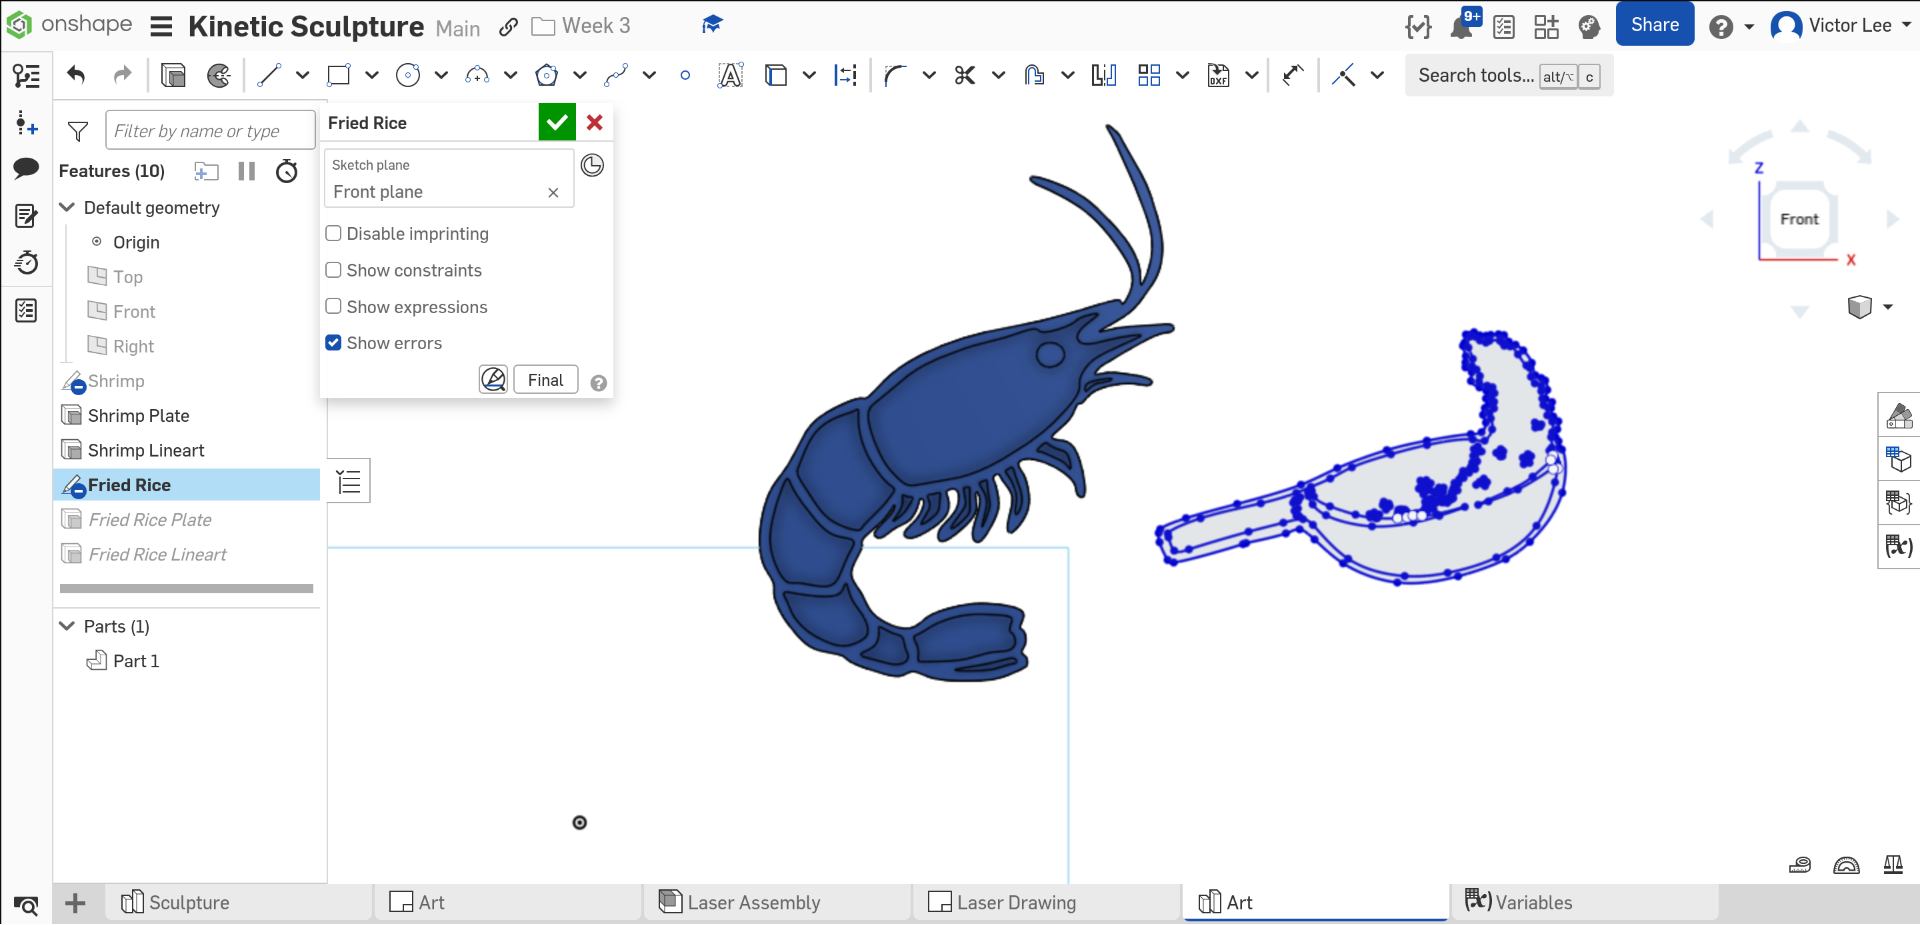 onshape Kinetic Sculpture Main Week 3 9+ Share Victor Lee
Search tools... alt/⌥ c
Filter by name or type
Features (10)
Default geometry
Origin
Top
Front
Right
Shrimp
Shrimp Plate
Shrimp Lineart
Fried Rice
Fried Rice Plate
Fried Rice Lineart
Parts (1)
Part 1
Fried Rice
Sketch plane
Front plane
Disable imprinting
Show constraints
Show expressions
Show errors
Final
Z
Front
X
Sculpture Art Laser Assembly Laser Drawing Art Variables